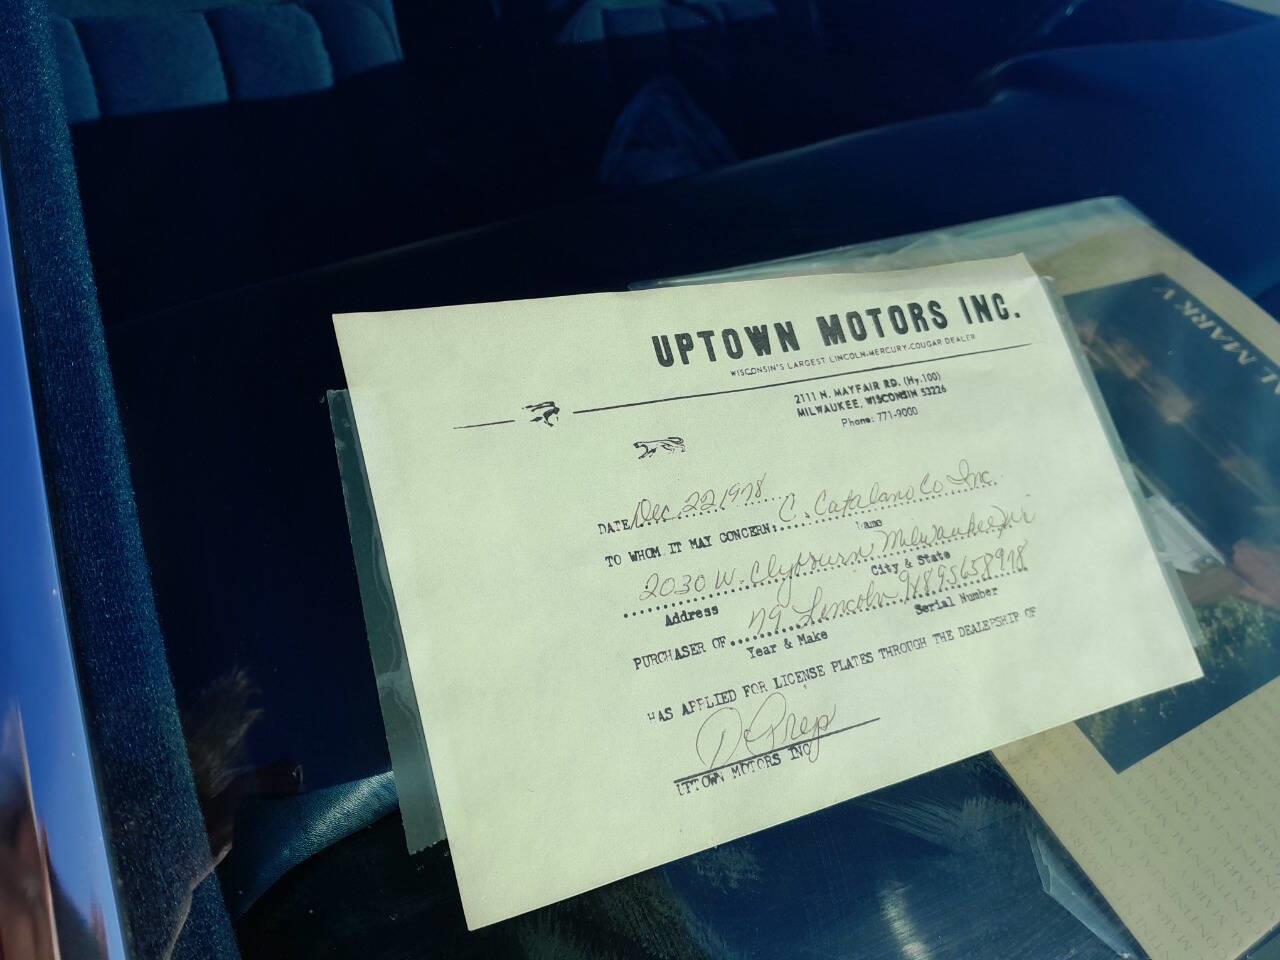 UPTOWN MOTORS INC.
WISCONSIN'S LARGEST LINCOLN-MERCURY-COUGAR DEALER
2111 N. MAYFAIR RD. (Hy. 100)
MILWAUKEE, WISCONSIN 53226
Phone: 771-9000
DATE Dec. 22 1978
TO WHOM IT MAY CONCERN: C. Catalano Co Inc.
Name
2030 W. Clybourn Milwaukee, Wi
Address City & State
PURCHASER OF 79 Lincoln 9Y89S658978
Year & Make Serial Number
HAS APPLIED FOR LICENSE PLATES THROUGH THE DEALERSHIP OF
UPTOWN MOTORS INC
L MARK V